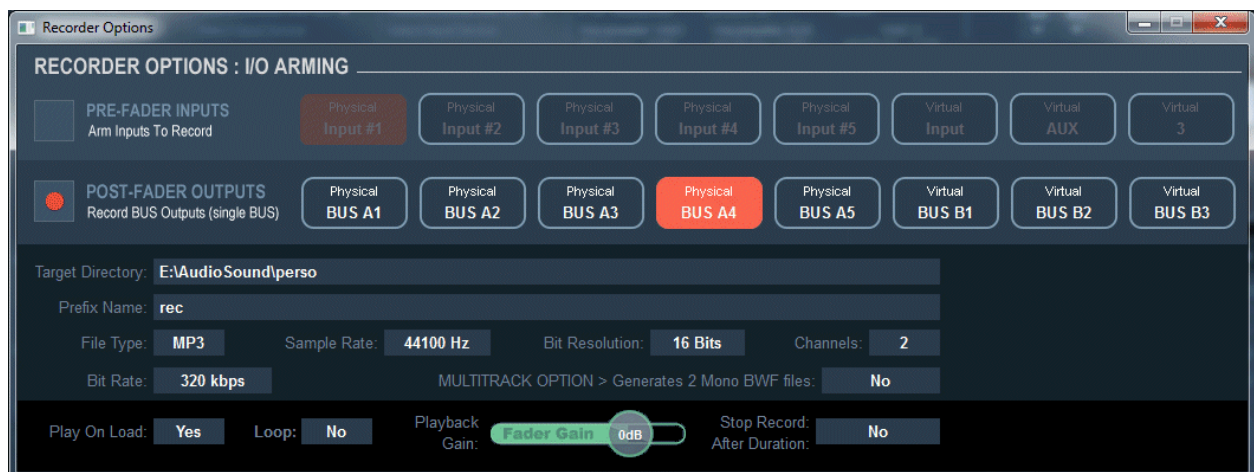 Recorder Options
RECORDER OPTIONS : I/O ARMING
PRE-FADER INPUTS
Arm Inputs To Record
Physical Input #1
Physical Input #2
Physical Input #3
Physical Input #4
Physical Input #5
Virtual Input
Virtual AUX
Virtual 3
POST-FADER OUTPUTS
Record BUS Outputs (single BUS)
Physical BUS A1
Physical BUS A2
Physical BUS A3
Physical BUS A4
Physical BUS A5
Virtual BUS B1
Virtual BUS B2
Virtual BUS B3
Target Directory: E:\AudioSound\perso
Prefix Name: rec
File Type: MP3 Sample Rate: 44100 Hz Bit Resolution: 16 Bits Channels: 2
Bit Rate: 320 kbps MULTITRACK OPTION > Generates 2 Mono BWF files: No
Play On Load: Yes Loop: No Playback Gain: Fader Gain 0dB Stop Record: After Duration: No